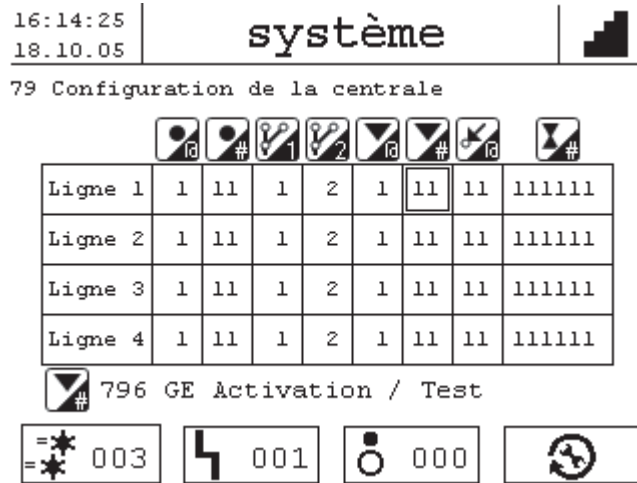 16:14:25
système
18.10.05
79 Configuration de la centrale
@ # 1 2 @ # @ #
Ligne 1 1 11 1 2 1 11 11 111111
Ligne 2 1 11 1 2 1 11 11 111111
Ligne 3 1 11 1 2 1 11 11 111111
Ligne 4 1 11 1 2 1 11 11 111111
# 796 GE Activation / Test
003 001 000